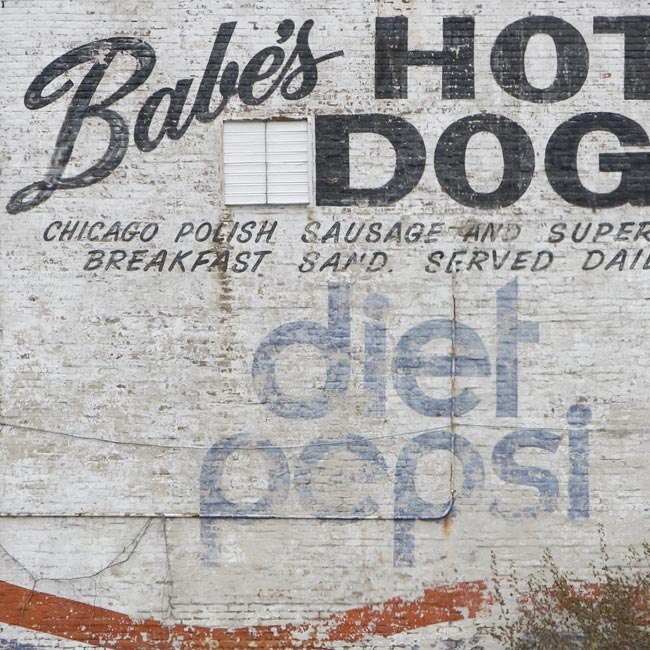 Babe's HOT
DOG
CHICAGO POLISH SAUSAGE AND SUPER
BREAKFAST SAND. SERVED DAIL
diet
pepsi